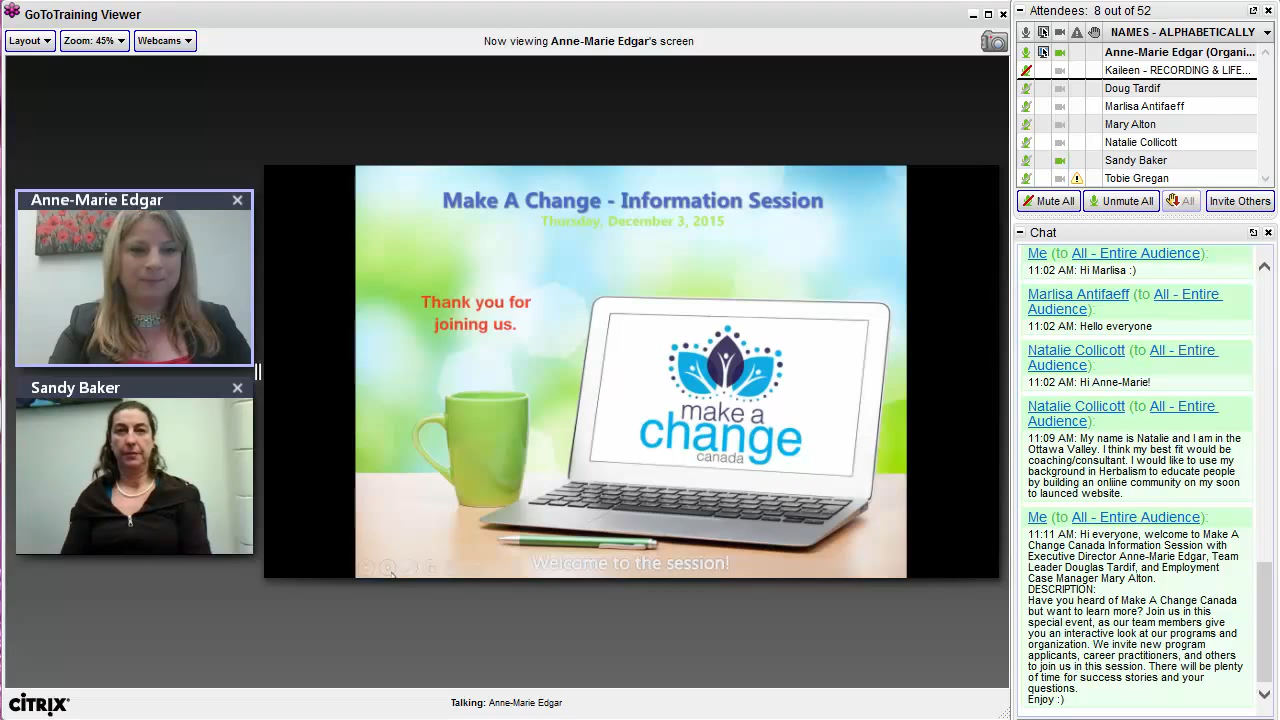 GoToTraining Viewer
Layout
Zoom: 45%
Webcams
Now viewing Anne-Marie Edgar's screen
Anne-Marie Edgar
Sandy Baker
Make A Change - Information Session
Thursday, December 3, 2015
Thank you for
joining us.
make a
change
canada
Welcome to the session!
CİTRIX
Talking: Anne-Marie Edgar
Attendees: 8 out of 52
NAMES - ALPHABETICALLY
Anne-Marie Edgar (Organi...
Kaileen - RECORDING & LIFE...
Doug Tardif
Marlisa Antifaeff
Mary Alton
Natalie Collicott
Sandy Baker
Tobie Gregan
Mute All
Unmute All
All
Invite Others
Chat
Me (to All - Entire Audience):
11:02 AM: Hi Marlisa :)
Marlisa Antifaeff (to All - Entire
Audience):
11:02 AM: Hello everyone
Natalie Collicott (to All - Entire
Audience):
11:02 AM: Hi Anne-Marie!
Natalie Collicott (to All - Entire
Audience):
11:09 AM: My name is Natalie and I am in the
Ottawa Valley. I think my best fit would be
coaching/consultant. I would like to use my
background in Herbalism to educate people
by building an onliine community on my soon
to launced website.
Me (to All - Entire Audience):
11:11 AM: Hi everyone, welcome to Make A
Change Canada Information Session with
Executive Director Anne-Marie Edgar, Team
Leader Douglas Tardif, and Employment
Case Manager Mary Alton.
DESCRIPTION:
Have you heard of Make A Change Canada
but want to learn more? Join us in this
special event, as our team members give
you an interactive look at our programs and
organization. We invite new program
applicants, career practitioners, and others
to join us in this session. There will be plenty
of time for success stories and your
questions.
Enjoy :)